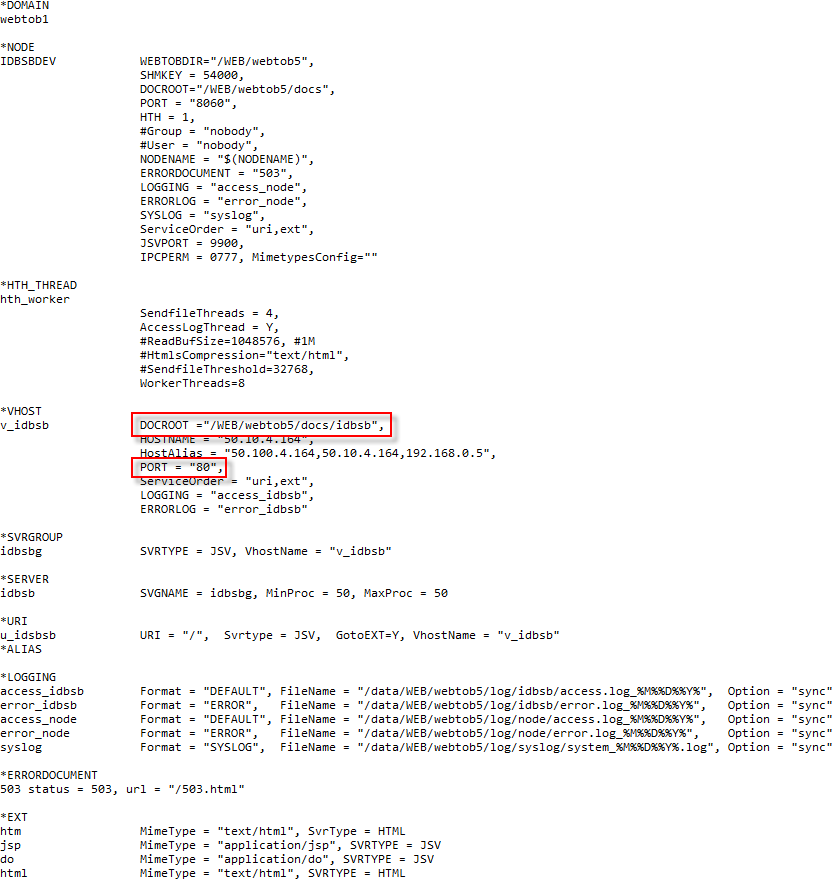 *DOMAIN
webtob1
*NODE
IDBSBDEV WEBTOBDIR="/WEB/webtob5",
SHMKEY = 54000,
DOCROOT="/WEB/webtob5/docs",
PORT = "8060",
HTH = 1,
#Group = "nobody",
#User = "nobody",
NODENAME = "$(NODENAME)",
ERRORDOCUMENT = "503",
LOGGING = "access_node",
ERRORLOG = "error_node",
SYSLOG = "syslog",
ServiceOrder = "uri,ext",
JSVPORT = 9900,
IPCPERM = 0777, MimetypesConfig=""
*HTH_THREAD
hth_worker
SendfileThreads = 4,
AccessLogThread = Y,
#ReadBufSize=1048576, #1M
#HtmlsCompression="text/html",
#SendfileThreshold=32768,
WorkerThreads=8
*VHOST
v_idbsb DOCROOT ="/WEB/webtob5/docs/idbsb",
HOSTNAME = "50.10.4.164",
HostAlias = "50.100.4.164,50.10.4.164,192.168.0.5",
PORT = "80",
ServiceOrder = "uri,ext",
LOGGING = "access_idbsb",
ERRORLOG = "error_idbsb"
*SVRGROUP
idbsbg SVRTYPE = JSV, VhostName = "v_idbsb"
*SERVER
idbsb SVGNAME = idbsbg, MinProc = 50, MaxProc = 50
*URI
u_idsbsb URI = "/", Svrtype = JSV, GotoEXT=Y, VhostName = "v_idbsb"
*ALIAS
*LOGGING
access_idbsb Format = "DEFAULT", FileName = "/data/WEB/webtob5/log/idbsb/access.log_%M%%D%%Y%", Option = "sync"
error_idbsb Format = "ERROR", FileName = "/data/WEB/webtob5/log/idbsb/error.log_%M%%D%%Y%", Option = "sync"
access_node Format = "DEFAULT", FileName = "/data/WEB/webtob5/log/node/access.log_%M%%D%%Y%", Option = "sync"
error_node Format = "ERROR", FileName = "/data/WEB/webtob5/log/node/error.log_%M%%D%%Y%", Option = "sync"
syslog Format = "SYSLOG", FileName = "/data/WEB/webtob5/log/syslog/system_%M%%D%%Y%.log", Option = "sync"
*ERRORDOCUMENT
503 status = 503, url = "/503.html"
*EXT
htm MimeType = "text/html", SvrType = HTML
jsp MimeType = "application/jsp", SVRTYPE = JSV
do MimeType = "application/do", SVRTYPE = JSV
html MimeType = "text/html", SVRTYPE = HTML